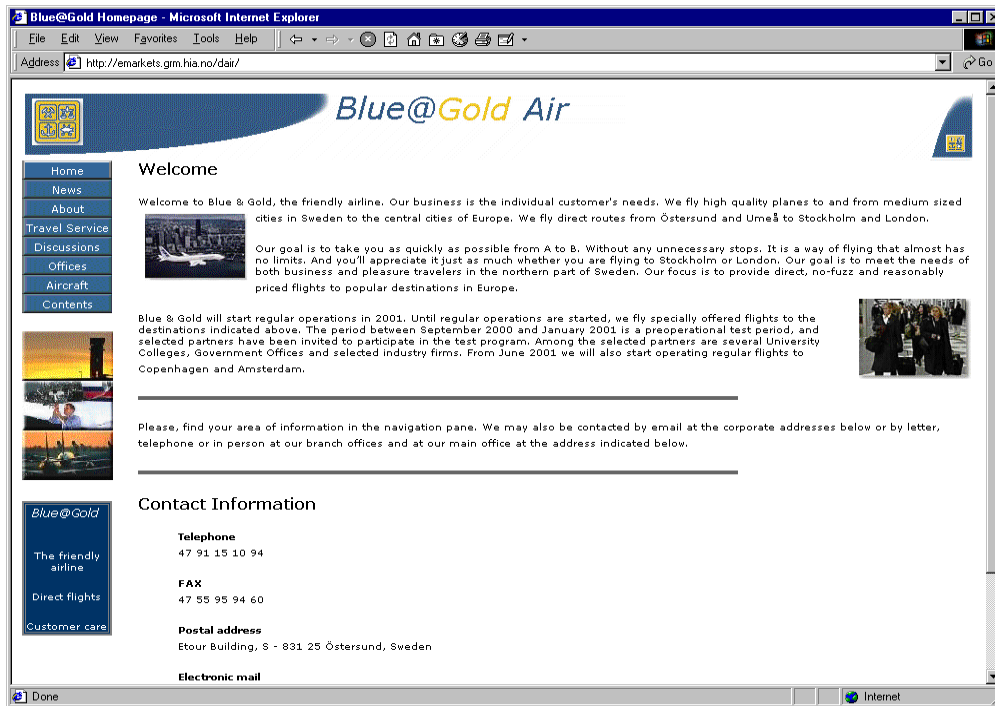 Blue@Gold Homepage - Microsoft Internet Explorer
File Edit View Favorites Tools Help
Address http://emarkets.grm.hia.no/dair/ Go
Blue@Gold Air
Home
News
About
Travel Service
Discussions
Offices
Aircraft
Contents
Blue@Gold
The friendly
airline
Direct flights
Customer care
Welcome
Welcome to Blue & Gold, the friendly airline. Our business is the individual customer's needs. We fly high quality planes to and from medium sized
cities in Sweden to the central cities of Europe. We fly direct routes from Östersund and Umeå to Stockholm and London.
Our goal is to take you as quickly as possible from A to B. Without any unnecessary stops. It is a way of flying that almost has
no limits. And you'll appreciate it just as much whether you are flying to Stockholm or London. Our goal is to meet the needs of
both business and pleasure travelers in the northern part of Sweden. Our focus is to provide direct, no-fuzz and reasonably
priced flights to popular destinations in Europe.
Blue & Gold will start regular operations in 2001. Until regular operations are started, we fly specially offered flights to the
destinations indicated above. The period between September 2000 and January 2001 is a preoperational test period, and
selected partners have been invited to participate in the test program. Among the selected partners are several University
Colleges, Government Offices and selected industry firms. From June 2001 we will also start operating regular flights to
Copenhagen and Amsterdam.
Please, find your area of information in the navigation pane. We may also be contacted by email at the corporate addresses below or by letter,
telephone or in person at our branch offices and at our main office at the address indicated below.
Contact Information
Telephone
47 91 15 10 94
FAX
47 55 95 94 60
Postal address
Etour Building, S - 831 25 Östersund, Sweden
Electronic mail
Done
Internet